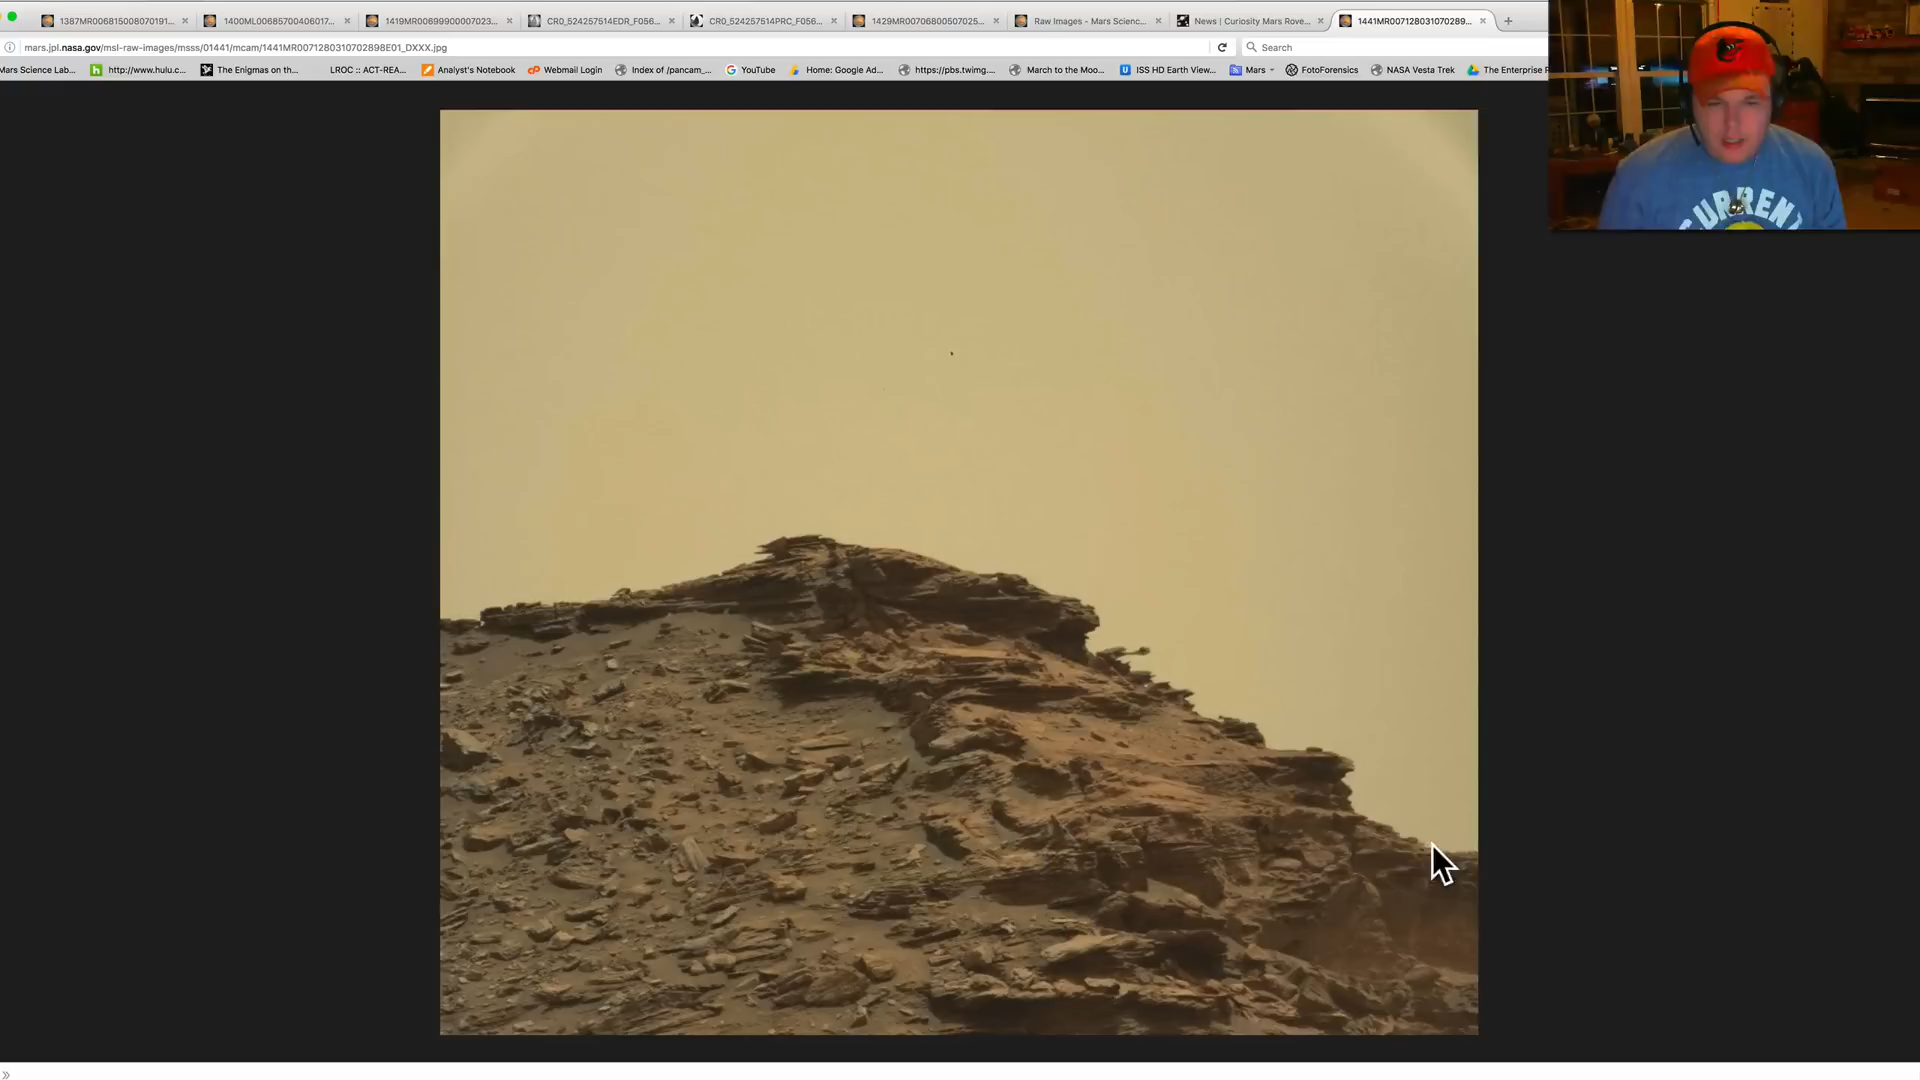 1387MR006815008070191... 1400ML00685700406017... 1419MR00699900007023... CR0_524257514EDR_F056... CR0_524257514PRC_F056... 1429MR00706800507025... Raw Images - Mars Scienc... News | Curiosity Mars Rove... 1441MR007128031070289...
mars.jpl.nasa.gov/msl-raw-images/msss/01441/mcam/1441MR0071280310702898E01_DXXX.jpg Search
Mars Science Lab... http://www.hulu.c... The Enigmas on th... LROC :: ACT-REA... Analyst's Notebook Webmail Login Index of /pancam_... YouTube Home: Google Ad... https://pbs.twimg.... March to the Moo... ISS HD Earth View... Mars FotoForensics NASA Vesta Trek The Enterprise
CURRENT